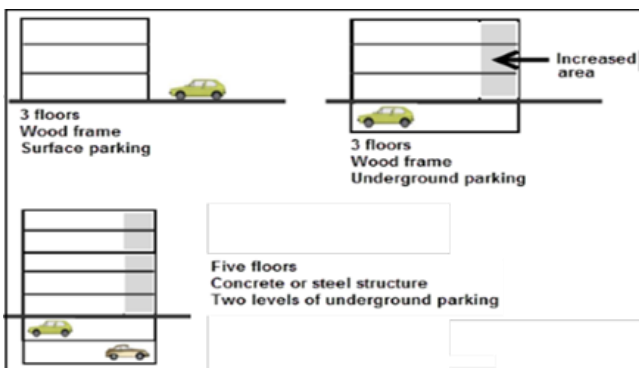 3 floors
Wood frame
Surface parking
Increased
area
3 floors
Wood frame
Underground parking
Five floors
Concrete or steel structure
Two levels of underground parking